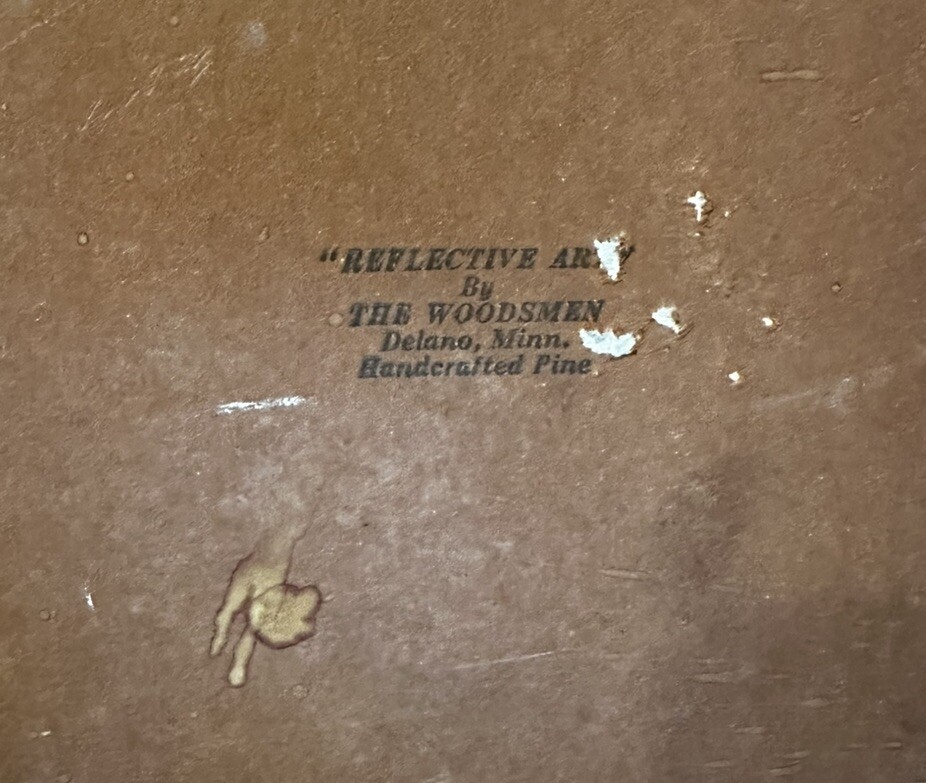 "REFLECTIVE
By
THE WOODSMEN
Delano, Minn.
Handcrafted Pine